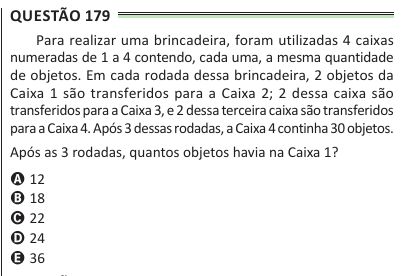 QUESTÃO 179
Para realizar uma brincadeira, foram utilizadas 4 caixas
numeradas de 1 a 4 contendo, cada uma, a mesma quantidade
de objetos. Em cada rodada dessa brincadeira, 2 objetos da
Caixa 1 são transferidos para a Caixa 2; 2 dessa caixa são
transferidos para a Caixa 3, e 2 dessa terceira caixa são transferidos
para a Caixa 4. Após 3 dessas rodadas, a Caixa 4 continha 30 objetos.
Após as 3 rodadas, quantos objetos havia na Caixa 1?
A 12
B 18
C 22
D 24
E 36